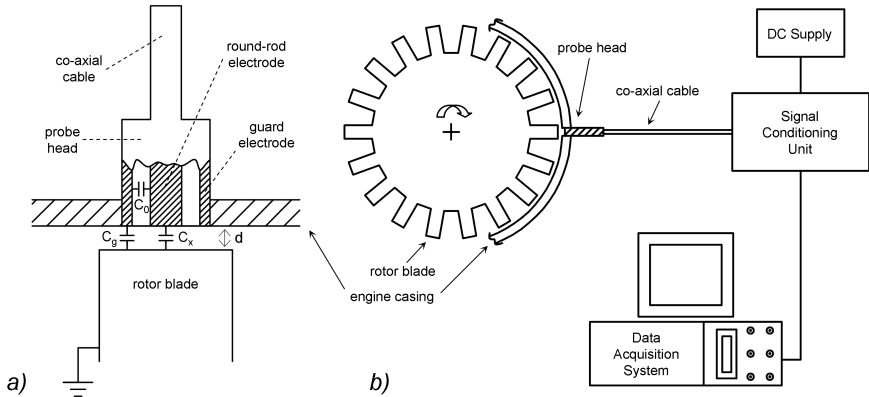 co-axial
cable
round-rod
electrode
probe
head
guard
electrode
C0
Cg
Cx
d
rotor blade
a)
probe head
co-axial cable
DC Supply
Signal
Conditioning
Unit
rotor blade
engine casing
Data
Acquisition
System
b)